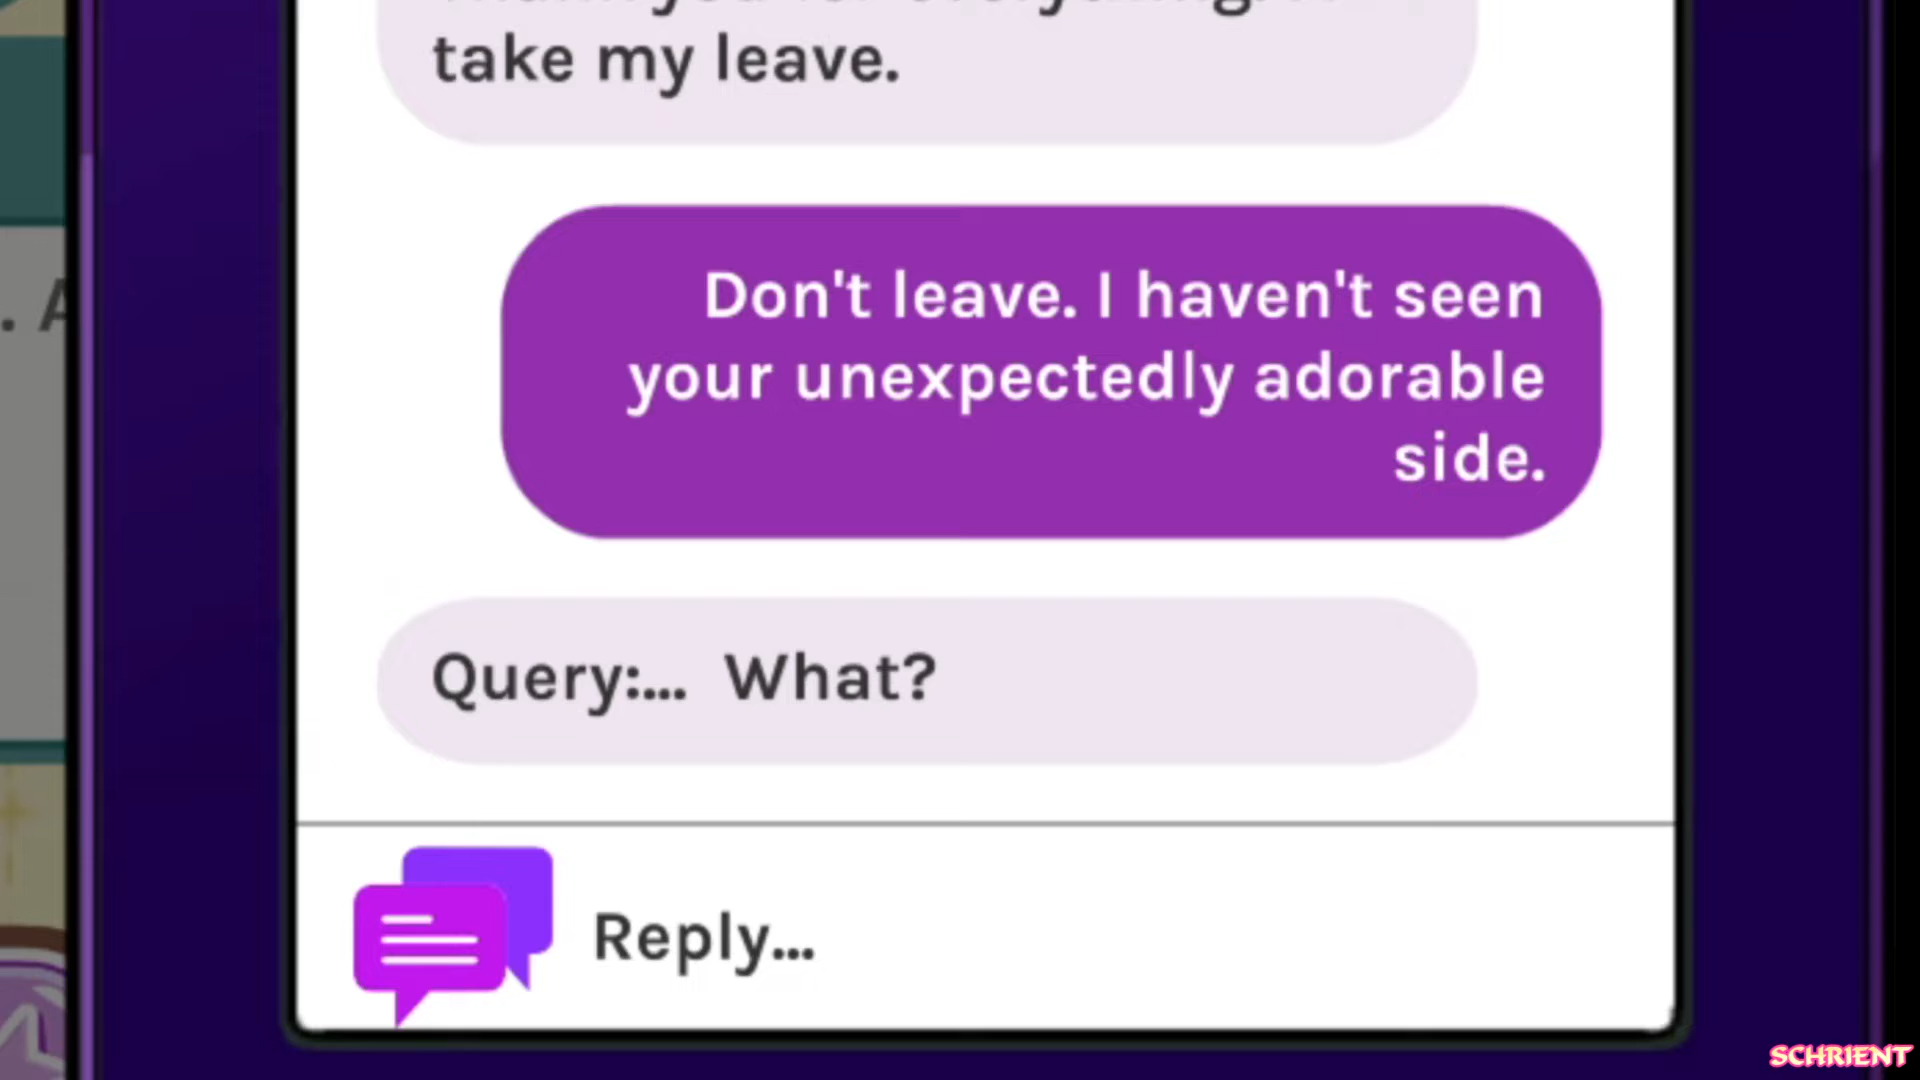 take my leave.
Don't leave. I haven't seen
your unexpectedly adorable
side.
Query:... What?
Reply...
. A
SCHRIENT